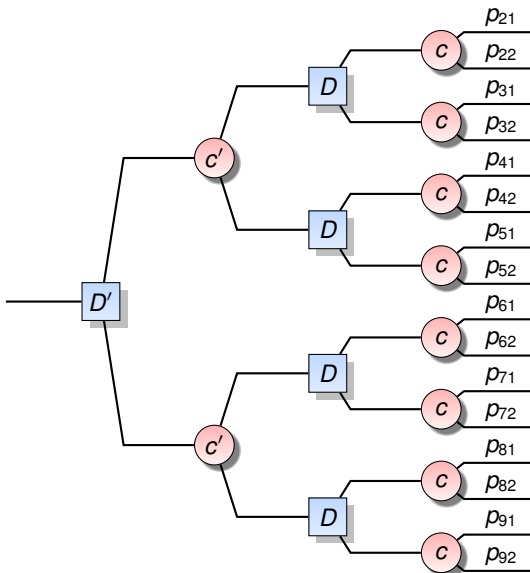 p₂₁
D c p₂₂
p₃₁
c p₃₂
c′
p₄₁
D c p₄₂
p₅₁
c p₅₂
D′
p₆₁
D c p₆₂
p₇₁
c p₇₂
c′
p₈₁
D c p₈₂
p₉₁
c p₉₂